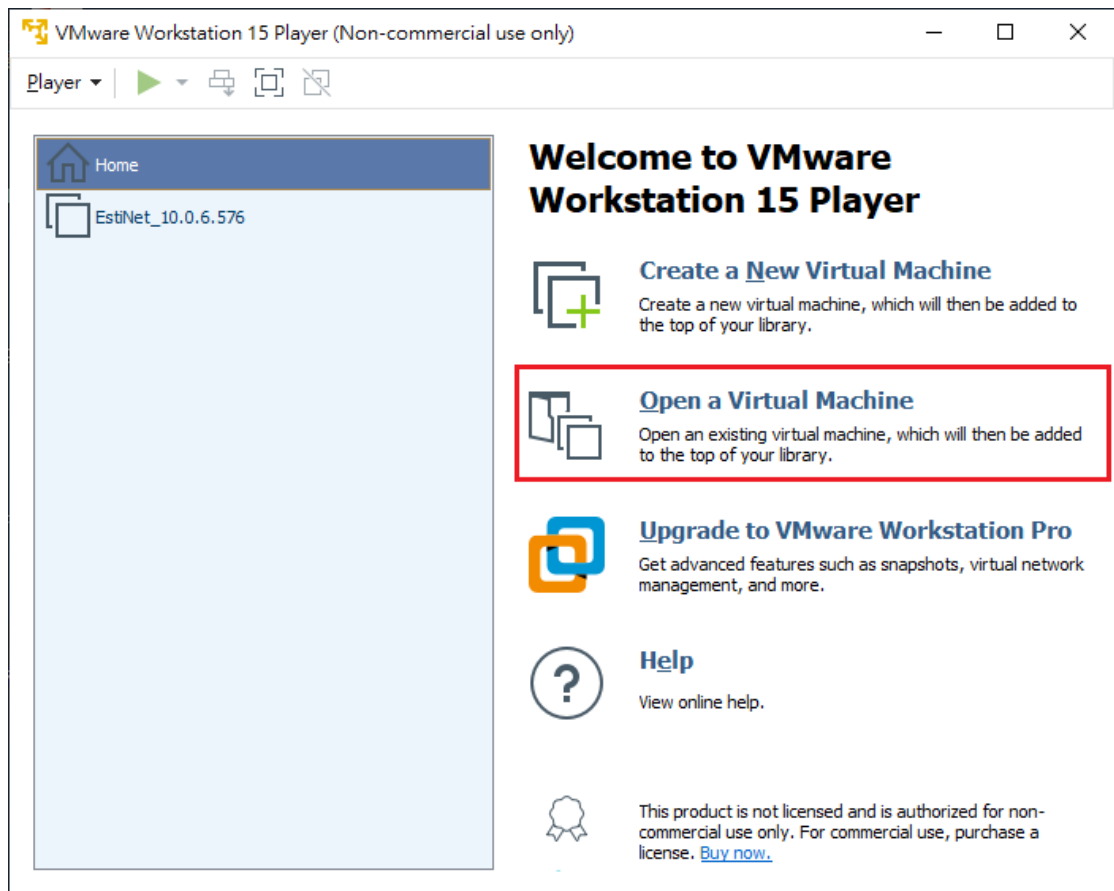 VMware Workstation 15 Player (Non-commercial use only)
Player
Home
EstiNet_10.0.6.576
Welcome to VMware
Workstation 15 Player
Create a New Virtual Machine
Create a new virtual machine, which will then be added to
the top of your library.
Open a Virtual Machine
Open an existing virtual machine, which will then be added
to the top of your library.
Upgrade to VMware Workstation Pro
Get advanced features such as snapshots, virtual network
management, and more.
?
Help
View online help.
This product is not licensed and is authorized for non-
commercial use only. For commercial use, purchase a
license. Buy now.